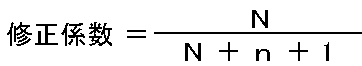 修正係数 = N / N + n + 1